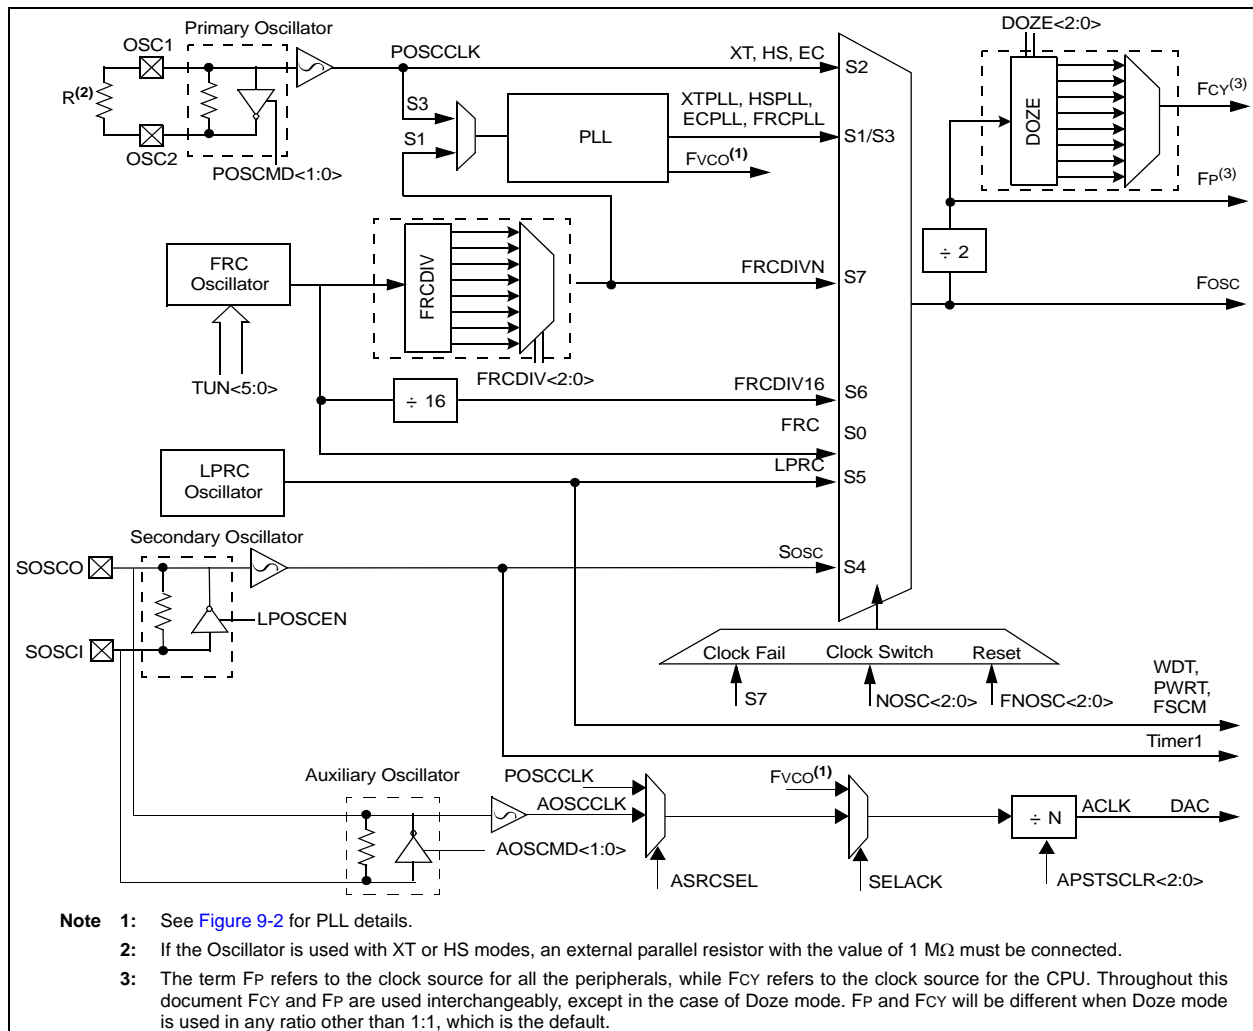 Primary Oscillator
DOZE<2:0>
OSC1
POSCCLK
XT, HS, EC
S2
R(2)
S3
XTPLL, HSPLL,
ECPLL, FRCPLL
PLL
S1/S3
DOZE
FCY(3)
S1
OSC2
POSCMD<1:0>
FVCO(1)
FP(3)
÷ 2
FRC
Oscillator
FRCDIV
FRCDIVN
S7
FOSC
TUN<5:0>
FRCDIV<2:0>
÷ 16
FRCDIV16
S6
FRC
S0
LPRC
Oscillator
LPRC
S5
Secondary Oscillator
SOSCO
SOSC
S4
LPOSCEN
SOSCI
Clock Fail
Clock Switch
Reset
S7
NOSC<2:0>
FNOSC<2:0>
WDT,
PWRT,
FSCM
Timer1
Auxiliary Oscillator
POSCCLK
FVCO(1)
AOSCCLK
÷ N
ACLK
DAC
AOSCMD<1:0>
ASRCSEL
SELACK
APSTSCLR<2:0>
Note 1: See Figure 9-2 for PLL details.
2: If the Oscillator is used with XT or HS modes, an external parallel resistor with the value of 1 MΩ must be connected.
3: The term FP refers to the clock source for all the peripherals, while FCY refers to the clock source for the CPU. Throughout this
document FCY and FP are used interchangeably, except in the case of Doze mode. FP and FCY will be different when Doze mode
is used in any ratio other than 1:1, which is the default.